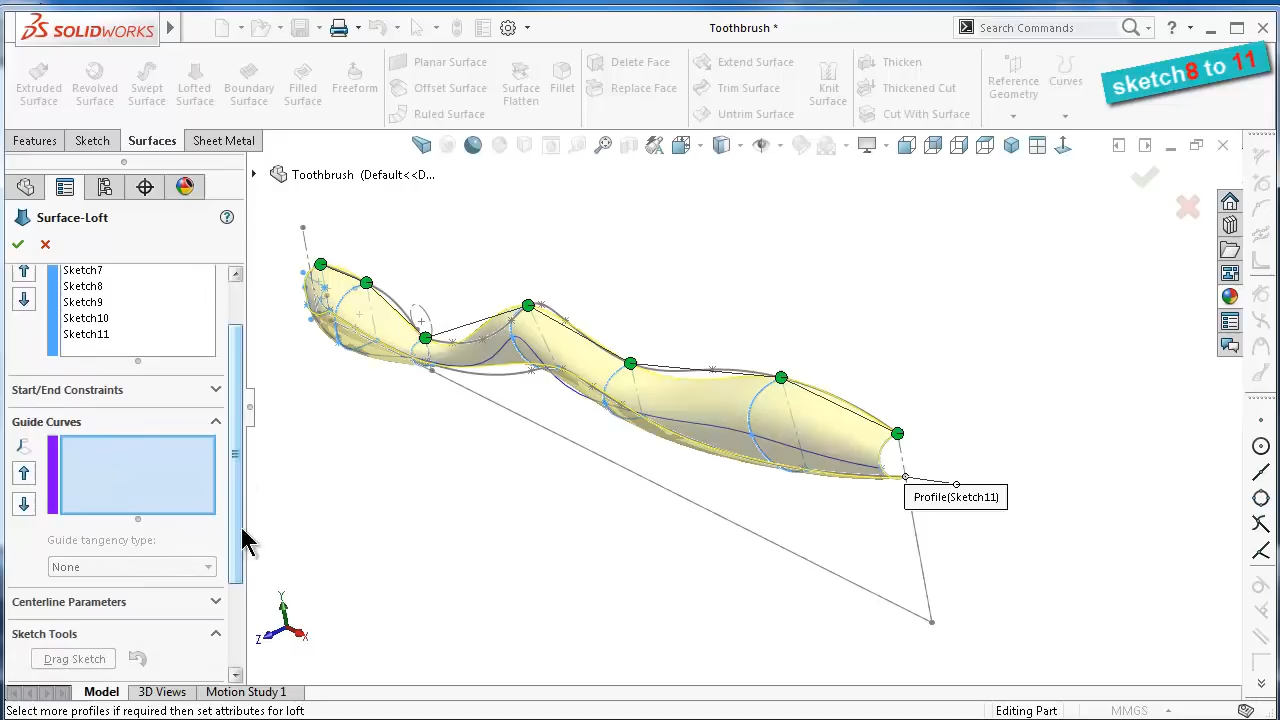 SOLIDWORKS
Toothbrush *
Search Commands
?
Extruded Surface
Revolved Surface
Swept Surface
Lofted Surface
Boundary Surface
Filled Surface
Freeform
Planar Surface
Offset Surface
Ruled Surface
Surface Flatten
Fillet
Delete Face
Replace Face
Extend Surface
Trim Surface
Untrim Surface
Knit Surface
Thicken
Thickened Cut
Cut With Surface
Reference Geometry
Curves
sketch8 to 11
Features
Sketch
Surfaces
Sheet Metal
Toothbrush (Default<<D...
Surface-Loft
?
Sketch7
Sketch8
Sketch9
Sketch10
Sketch11
Start/End Constraints
Guide Curves
Guide tangency type:
None
Centerline Parameters
Sketch Tools
Drag Sketch
Profile(Sketch11)
Y
Z
X
Model
3D Views
Motion Study 1
Select more profiles if required then set attributes for loft
Editing Part
MMGS